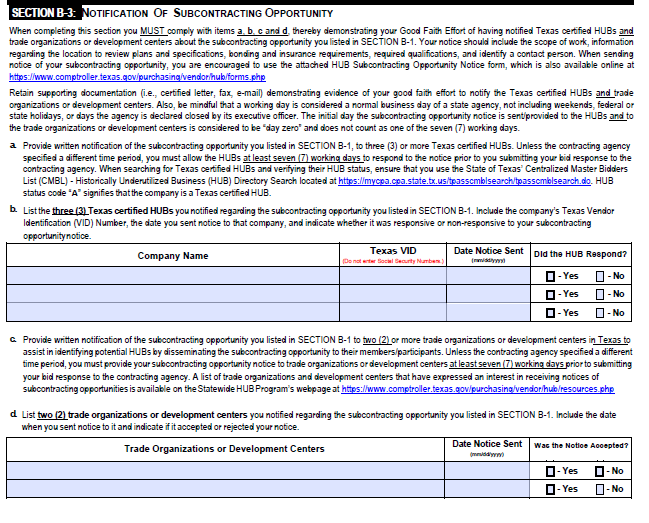 SECTION B-3: NOTIFICATION OF SUBCONTRACTING OPPORTUNITY
When completing this section you MUST comply with items a, b, c and d, thereby demonstrating your Good Faith Effort of having notified Texas certified HUBs and
trade organizations or development centers about the subcontracting opportunity you listed in SECTION B-1. Your notice should include the scope of work, information
regarding the location to review plans and specifications, bonding and insurance requirements, required qualifications, and identify a contact person. When sending
notice of your subcontracting opportunity, you are encouraged to use the attached HUB Subcontracting Opportunity Notice form, which is also available online at
https://www.comptroller.texas.gov/purchasing/vendor/hub/forms.php
Retain supporting documentation (i.e., certified letter, fax, e-mail) demonstrating evidence of your good faith effort to notify the Texas certified HUBs and trade
organizations or development centers. Also, be mindful that a working day is considered a normal business day of a state agency, not including weekends, federal or
state holidays, or days the agency is declared closed by its executive officer. The initial day the subcontracting opportunity notice is sent/provided to the HUBs and to
the trade organizations or development centers is considered to be “day zero” and does not count as one of the seven (7) working days.
a. Provide written notification of the subcontracting opportunity you listed in SECTION B-1, to three (3) or more Texas certified HUBs. Unless the contracting agency
specified a different time period, you must allow the HUBs at least seven (7) working days to respond to the notice prior to you submitting your bid response to the
contracting agency. When searching for Texas certified HUBs and verifying their HUB status, ensure that you use the State of Texas’ Centralized Master Bidders
List (CMBL) - Historically Underutilized Business (HUB) Directory Search located at https://mycpa.cpa.state.tx.us/tpasscmblsearch/tpasscmblsearch.do. HUB
status code “A” signifies that the company is a Texas certified HUB.
b. List the three (3) Texas certified HUBs you notified regarding the subcontracting opportunity you listed in SECTION B-1. Include the company’s Texas Vendor
Identification (VID) Number, the date you sent notice to that company, and indicate whether it was responsive or non-responsive to your subcontracting
opportunity notice.
Company Name Texas VID Date Notice Sent Did the HUB Respond?
(Do not enter Social Security Numbers.) (mm/dd/yyyy)
- Yes - No
- Yes - No
- Yes - No
c. Provide written notification of the subcontracting opportunity you listed in SECTION B-1 to two (2) or more trade organizations or development centers in Texas to
assist in identifying potential HUBs by disseminating the subcontracting opportunity to their members/participants. Unless the contracting agency specified a different
time period, you must provide your subcontracting opportunity notice to trade organizations or development centers at least seven (7) working days prior to submitting
your bid response to the contracting agency. A list of trade organizations and development centers that have expressed an interest in receiving notices of
subcontracting opportunities is available on the Statewide HUB Program’s webpage at https://www.comptroller.texas.gov/purchasing/vendor/hub/resources.php
d. List two (2) trade organizations or development centers you notified regarding the subcontracting opportunity you listed in SECTION B-1. Include the date
when you sent notice to it and indicate if it accepted or rejected your notice.
Trade Organizations or Development Centers Date Notice Sent Was the Notice Accepted?
(mm/dd/yyyy)
- Yes - No
- Yes - No